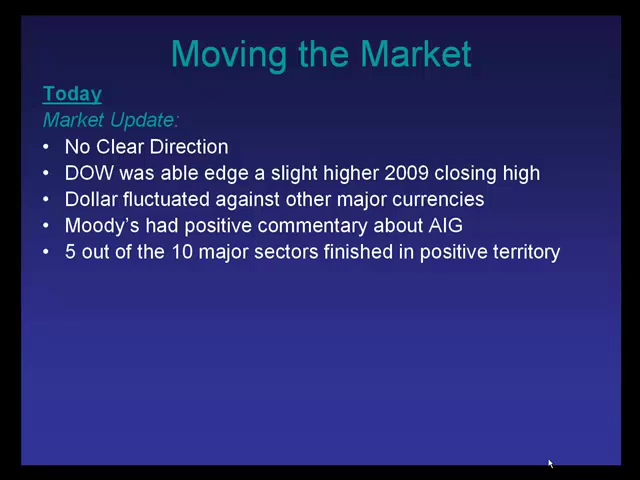 Moving the Market
Today
Market Update:
• No Clear Direction
• DOW was able edge a slight higher 2009 closing high
• Dollar fluctuated against other major currencies
• Moody's had positive commentary about AIG
• 5 out of the 10 major sectors finished in positive territory